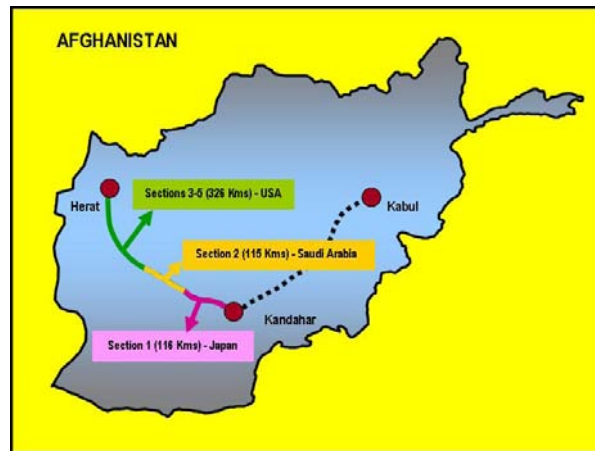 AFGHANISTAN
Sections 3-5 (326 Kms) - USA
Herat
Kabul
Section 2 (115 Kms) - Saudi Arabia
Kandahar
Section 1 (116 Kms) - Japan